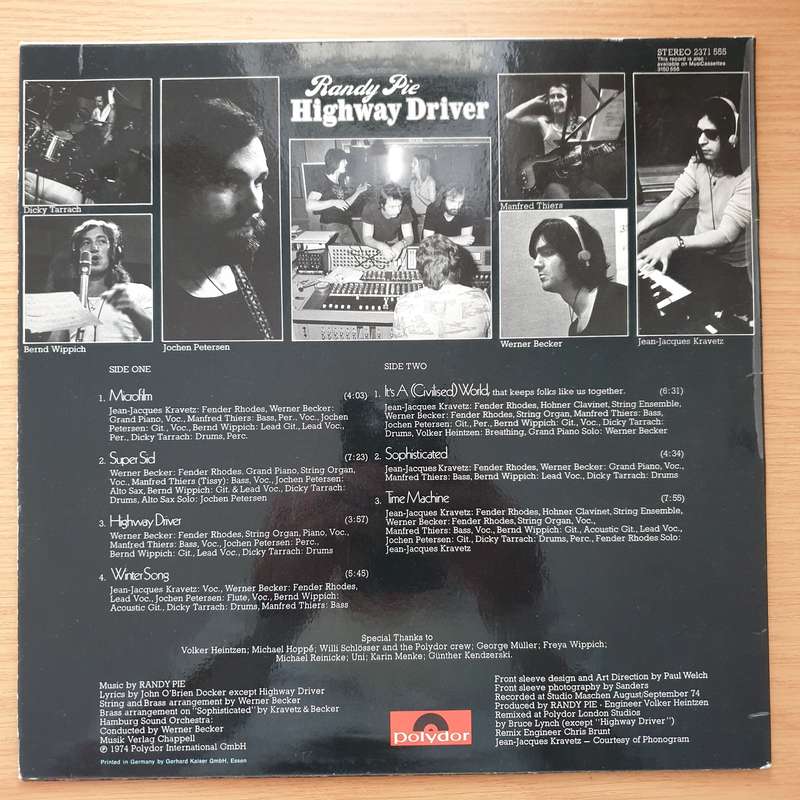 STEREO 2371 555
This record is also
available on MusiCassettes
3150 555
Randy Pie
Highway Driver
Dicky Tarrach
Manfred Thiers
Bernd Wippich
Jochen Petersen
Werner Becker
Jean-Jacques Kravetz
SIDE ONE
1. Microfilm (4:03)
Jean-Jacques Kravetz: Fender Rhodes, Werner Becker:
Grand Piano, Voc., Manfred Thiers: Bass, Per., Voc., Jochen
Petersen: Git., Voc., Bernd Wippich: Lead Git., Lead Voc.,
Per., Dicky Tarrach: Drums, Perc.
2. Super Sid (7:23)
Werner Becker: Fender Rhodes, Grand Piano, String Organ,
Voc., Manfred Thiers (Tissy): Bass, Voc., Jochen Petersen:
Alto Sax, Bernd Wippich: Git. & Lead Voc., Dicky Tarrach:
Drums, Alto Sax Solo: Jochen Petersen
3. Highway Driver (3:57)
Werner Becker: Fender Rhodes, String Organ, Piano, Voc.,
Manfred Thiers: Bass, Voc., Jochen Petersen: Perc.,
Bernd Wippich: Git., Lead Voc., Dicky Tarrach: Drums
4. Winter Song (5:45)
Jean-Jacques Kravetz: Voc., Werner Becker: Fender Rhodes,
Lead Voc., Jochen Petersen: Flute, Voc., Bernd Wippich:
Acoustic Git., Dicky Tarrach: Drums, Manfred Thiers: Bass
SIDE TWO
1. It's A (Civilised) World, that keeps folks like us together. (6:31)
Jean-Jacques Kravetz: Fender Rhodes, Hohner Clavinet, String Ensemble,
Werner Becker: Fender Rhodes, String Organ, Manfred Thiers: Bass,
Jochen Petersen: Git., Per., Bernd Wippich: Git., Voc., Dicky Tarrach:
Drums, Volker Heintzen: Breathing, Grand Piano Solo: Werner Becker
2. Sophisticated (4:34)
Jean-Jacques Kravetz: Fender Rhodes, Werner Becker: Grand Piano, Voc.,
Manfred Thiers: Bass, Bernd Wippich: Lead Voc., Dicky Tarrach: Drums
3. Time Machine (7:55)
Jean-Jacques Kravetz: Fender Rhodes, Hohner Clavinet, String Ensemble,
Werner Becker: Fender Rhodes, String Organ, Voc.,
Manfred Thiers: Bass, Voc., Bernd Wippich: Git., Acoustic Git., Lead Voc.,
Jochen Petersen: Git., Dicky Tarrach: Drums, Perc., Fender Rhodes Solo:
Jean-Jacques Kravetz
Special Thanks to
Volker Heintzen; Michael Hoppé; Willi Schlösser and the Polydor crew; George Müller; Freya Wippich;
Michael Reinicke; Uni; Karin Menke; Günther Kendzerski.
Music by RANDY PIE
Lyrics by John O'Brien Docker except Highway Driver
String and Brass arrangement by Werner Becker
Brass arrangement on "Sophisticated" by Kravetz & Becker
Hamburg Sound Orchestra:
Conducted by Werner Becker
Musik Verlag Chappell
℗ 1974 Polydor International GmbH
Printed in Germany by Gerhard Kaiser GmbH, Essen
polydor
Front sleeve design and Art Direction by Paul Welch
Front sleeve photography by Sanders
Recorded at Studio Maschen August/September 74
Produced by RANDY PIE · Engineer Volker Heintzen
Remixed at Polydor London Studios
by Bruce Lynch (except "Highway Driver")
Remix Engineer Chris Brunt
Jean-Jacques Kravetz — Courtesy of Phonogram